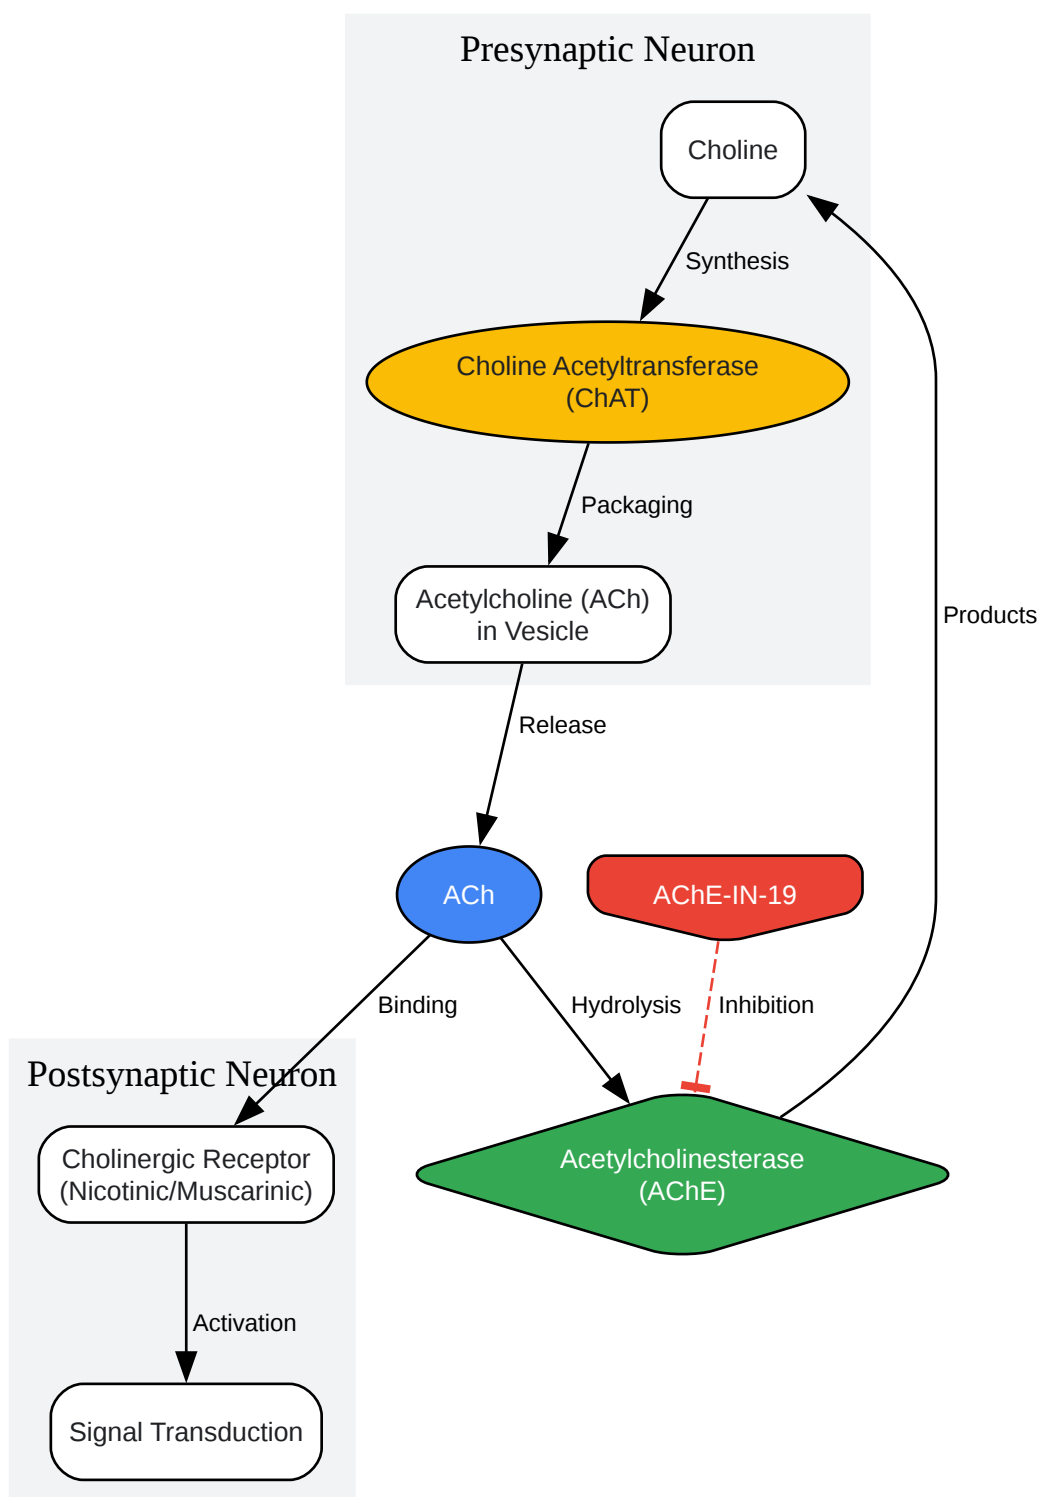 Presynaptic Neuron
Choline
Synthesis
Choline Acetyltransferase
(ChAT)
Packaging
Acetylcholine (ACh)
in Vesicle
Products
Release
ACh
AChE-IN-19
Binding
Hydrolysis
Inhibition
Postsynaptic Neuron
Cholinergic Receptor
(Nicotinic/Muscarinic)
Acetylcholinesterase
(AChE)
Activation
Signal Transduction